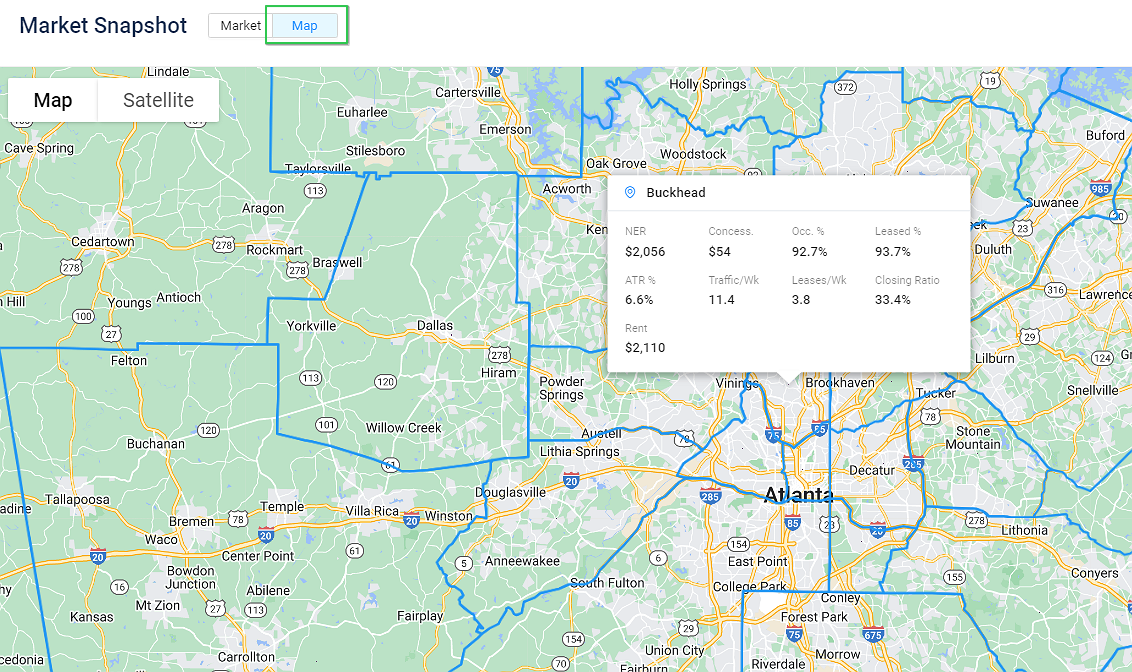 Market Snapshot
Market
Map
Map
Satellite
Lindale
75
Cartersville
Holly Springs
372
19
Euharlee
Emerson
Buford
Cave Spring
Stilesboro
Woodstock
Oak Grove
Taylorsville
113
Acworth
985
Aragon
Suwanee
20
23
Cedartown
278
Rockmart
Duluth
278
Braswell
278
316
Youngs
Antioch
Lawrence
100
27
Yorkville
Dallas
29
Felton
278
Hiram
Lilburn
124
113
120
Powder
Springs
Vinings
Brookhaven
Tucker
Snellville
Buckhead
NER
Concess.
Occ. %
Leased %
$2,056
$54
92.7%
93.7%
ATR %
Traffic/Wk
Leases/Wk
Closing Ratio
6.6%
11.4
3.8
33.4%
Rent
$2,110
101
Willow Creek
78
120
Austell
78
75
85
Stone
Mountain
Buchanan
Lithia Springs
61
285
Decatur
20
Tallapoosa
Douglasville
285
Atlanta
Temple
Villa Rica
Bremen
78
20
Winston
85
23
20
278
Lithonia
Waco
20
20
Center Point
61
154
5
Anneewakee
6
East Point
Bowdon
Junction
Conyers
16
Abilene
South Fulton
College Park
155
Mt Zion
27
113
Conley
Kansas
Fairplay
Forest Park
29
75
675
154
Carrollton
Union City
Morrow
70
Fairburn
Riverdale